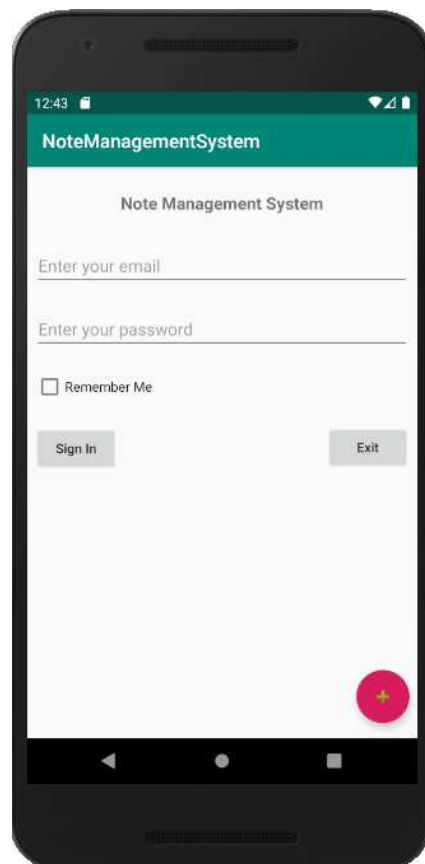 12:43
NoteManagementSystem
Note Management System
Enter your email
Enter your password
Remember Me
Sign In
Exit
+